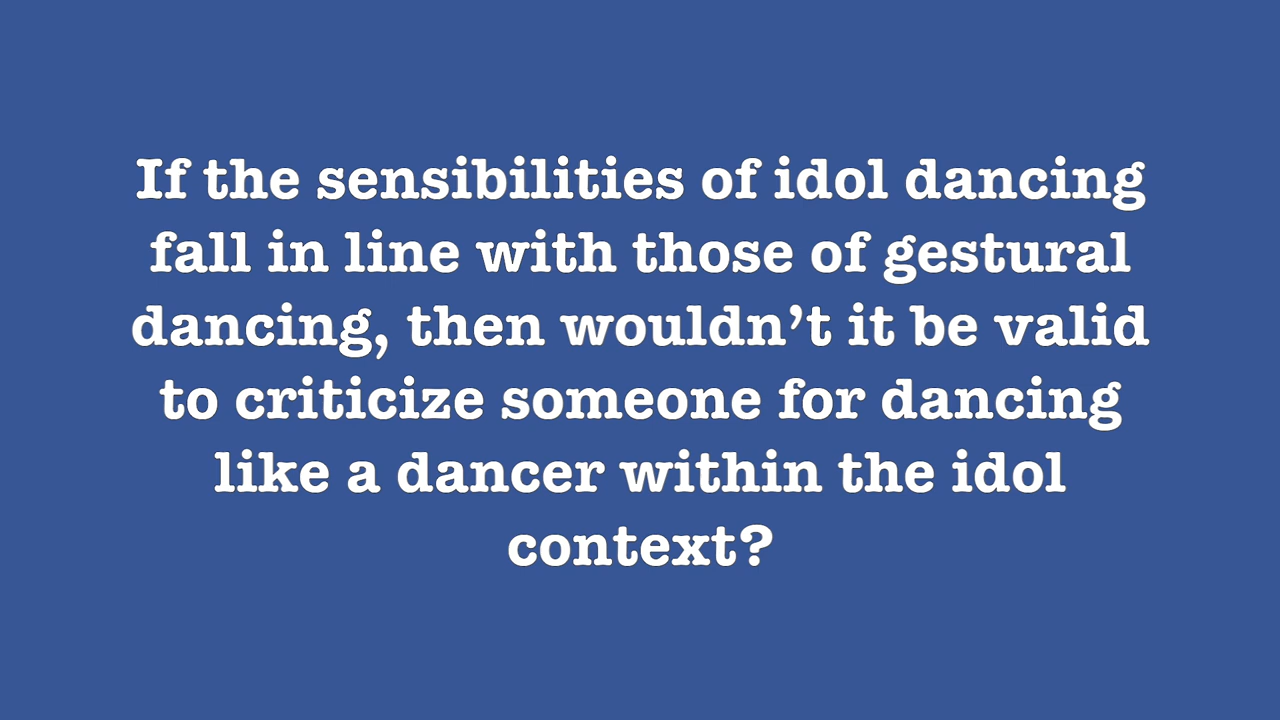 If the sensibilities of idol dancing
fall in line with those of gestural
dancing, then wouldn’t it be valid
to criticize someone for dancing
like a dancer within the idol
context?